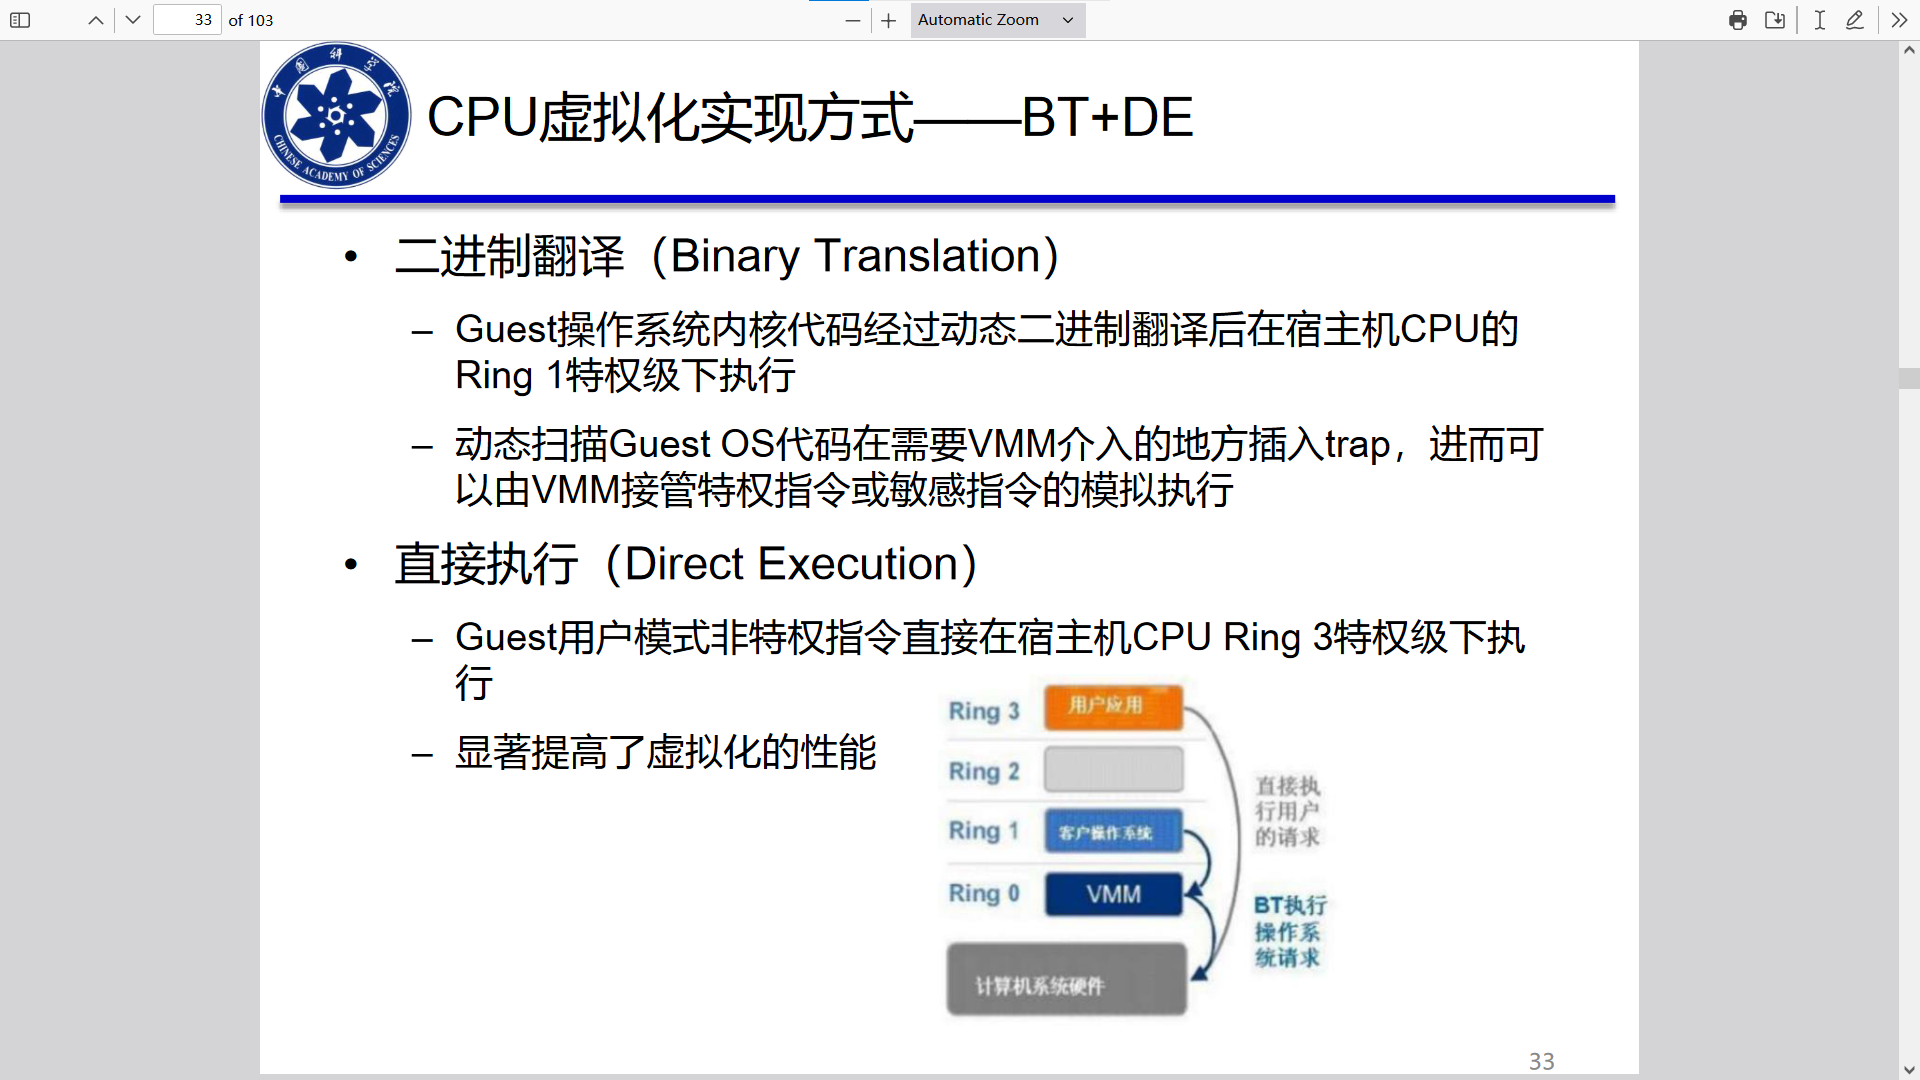 33 of 103
Automatic Zoom
中国科学院
CHINESE ACADEMY OF SCIENCES
CPU虚拟化实现方式——BT+DE
• 二进制翻译（Binary Translation）
– Guest操作系统内核代码经过动态二进制翻译后在宿主机CPU的
Ring 1特权级下执行
– 动态扫描Guest OS代码在需要VMM介入的地方插入trap，进而可
以由VMM接管特权指令或敏感指令的模拟执行
• 直接执行（Direct Execution）
– Guest用户模式非特权指令直接在宿主机CPU Ring 3特权级下执
行
– 显著提高了虚拟化的性能
Ring 3 用户应用
Ring 2
Ring 1 客户操作系统
Ring 0 VMM
计算机系统硬件
直接执
行用户
的请求
BT执行
操作系
统请求
33